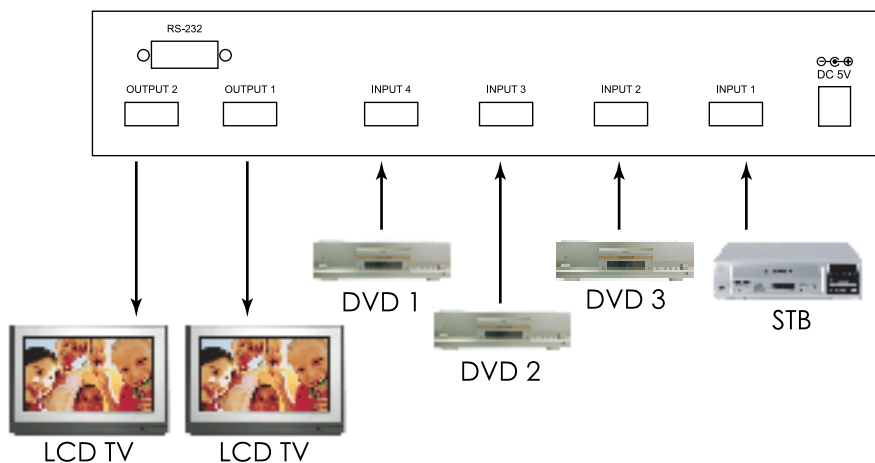 RS-232
DC 5V
OUTPUT 2
OUTPUT 1
INPUT 4
INPUT 3
INPUT 2
INPUT 1
DVD 1
DVD 2
DVD 3
STB
LCD TV
LCD TV